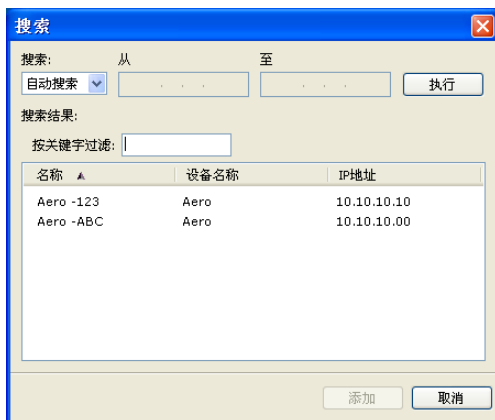 搜索
搜索: 从 至
自动搜索 . . . . . . 执行
搜索结果:
按关键字过滤:
名称 ▲ 设备名称 IP地址
Aero -123 Aero 10.10.10.10
Aero -ABC Aero 10.10.10.00
添加 取消